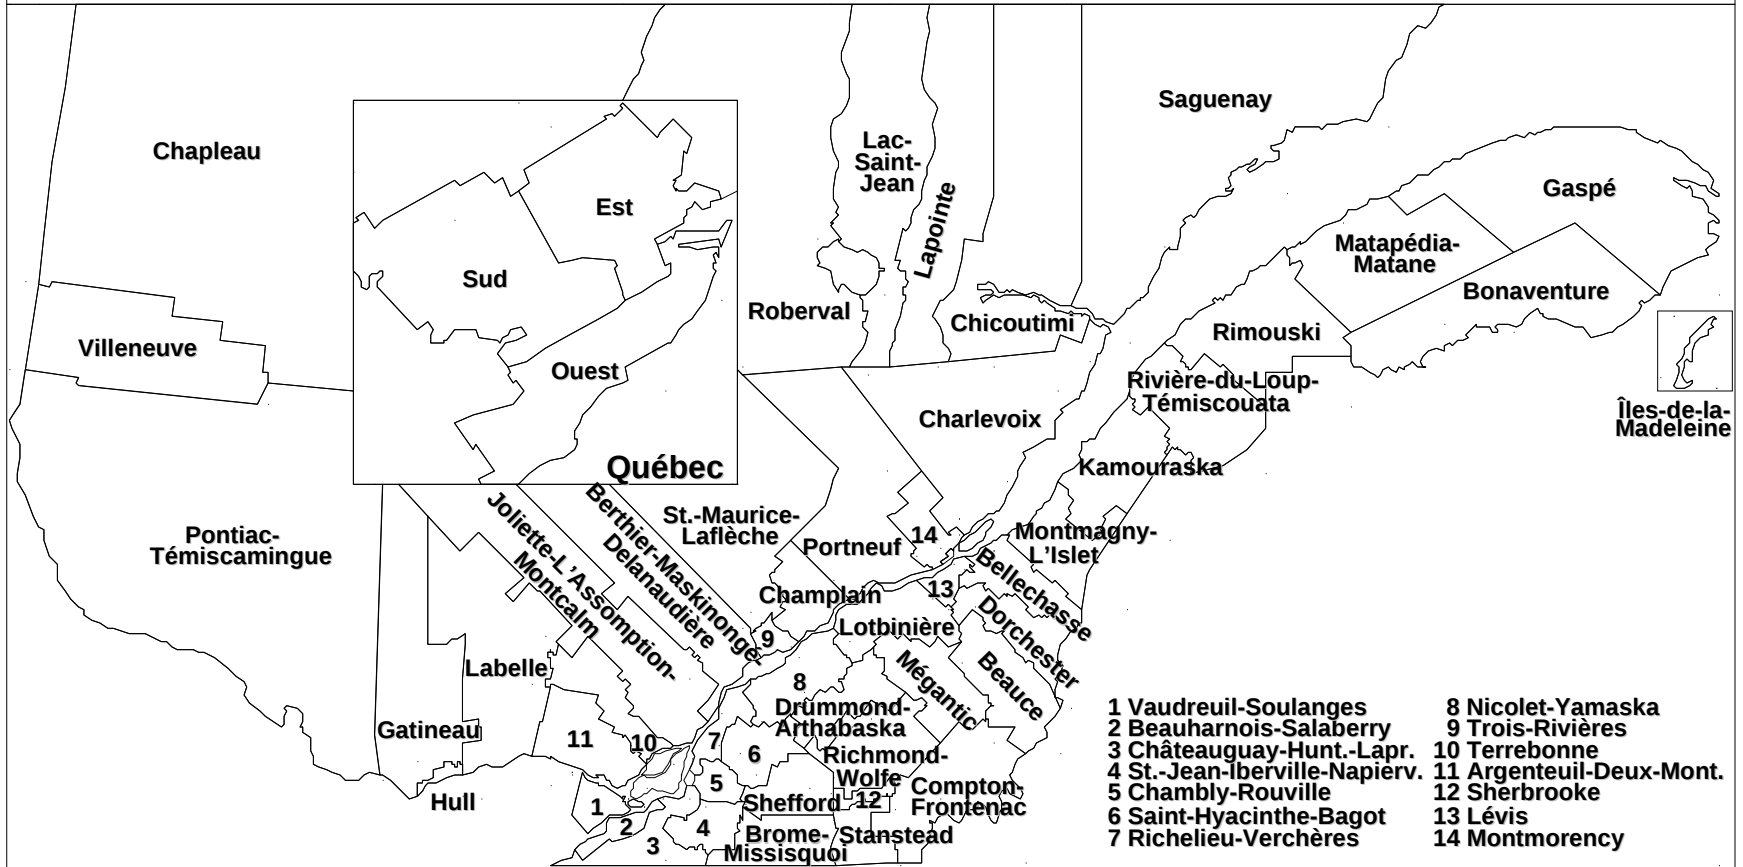 Saguenay
Chapleau
Lac-
Saint-
Jean
Gaspé
Est
Lapointe
Matapédia-
Matane
Sud
Bonaventure
Roberval
Chicoutimi
Rimouski
Villeneuve
Ouest
Rivière-du-Loup-
Témiscouata
Îles-de-la-
Madeleine
Charlevoix
Québec
Kamouraska
Joliette-L'Assomption-
Montcalm
Berthier-Maskinongé-
Delanaudière
St.-Maurice-
Laflèche
Portneuf
14
Montmagny-
L'Islet
Pontiac-
Témiscamingue
Champlain
13
Bellechasse
Dorchester
9
Lotbinière
Labelle
8
Mégantic
Beauce
Drummond-
Arthabaska
Gatineau
11
10
7
6
Richmond-
Wolfe
5
Compton-
Frontenac
Hull
1
Shefford
12
2
4
Brome-
Missisquoi
Stanstead
3
1 Vaudreuil-Soulanges
2 Beauharnois-Salaberry
3 Châteauguay-Hunt.-Lapr.
4 St.-Jean-Iberville-Napierv.
5 Chambly-Rouville
6 Saint-Hyacinthe-Bagot
7 Richelieu-Verchères
8 Nicolet-Yamaska
9 Trois-Rivières
10 Terrebonne
11 Argenteuil-Deux-Mont.
12 Sherbrooke
13 Lévis
14 Montmorency